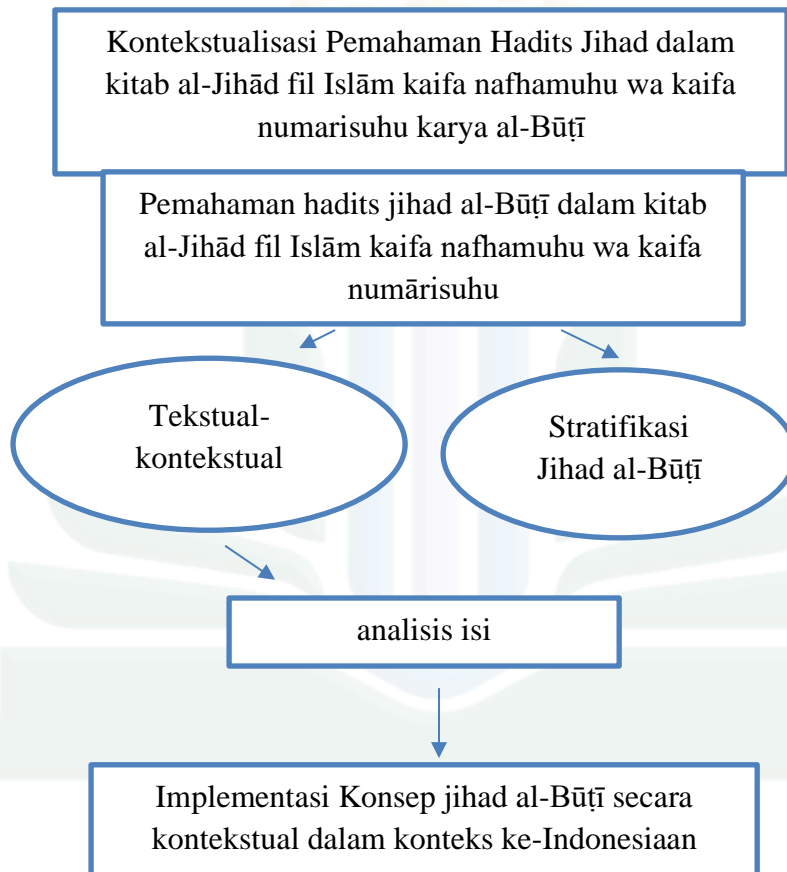 Kontekstualisasi Pemahaman Hadits Jihad dalam
kitab al-Jihād fil Islām kaifa nafhamuhu wa kaifa
numarisuhu karya al-Būṭī
Pemahaman hadits jihad al-Būṭī dalam kitab
al-Jihād fil Islām kaifa nafhamuhu wa kaifa
numārisuhu
Tekstual-
kontekstual
Stratifikasi
Jihad al-Būṭī
analisis isi
Implementasi Konsep jihad al-Būṭī secara
kontekstual dalam konteks ke-Indonesiaan